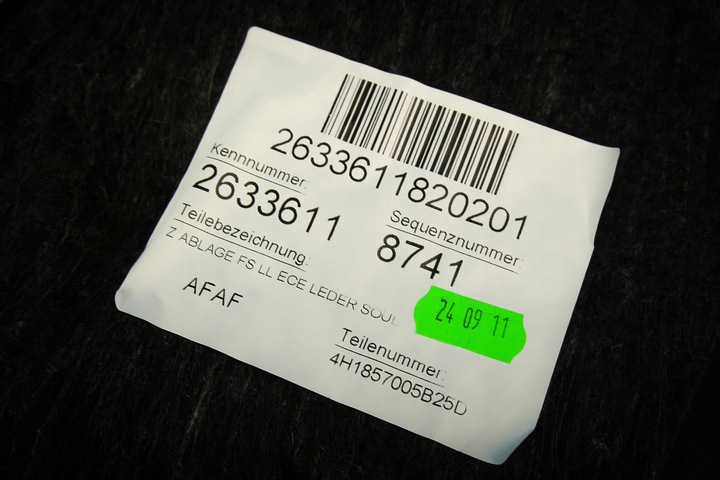 2633611820201
Kennnummer:
2633611
Sequenznummer:
8741
Teilebezeichnung:
Z ABLAGE FS LL ECE LEDER SOUL
AFAF
24 09 11
Teilenummer:
4H1857005B25D